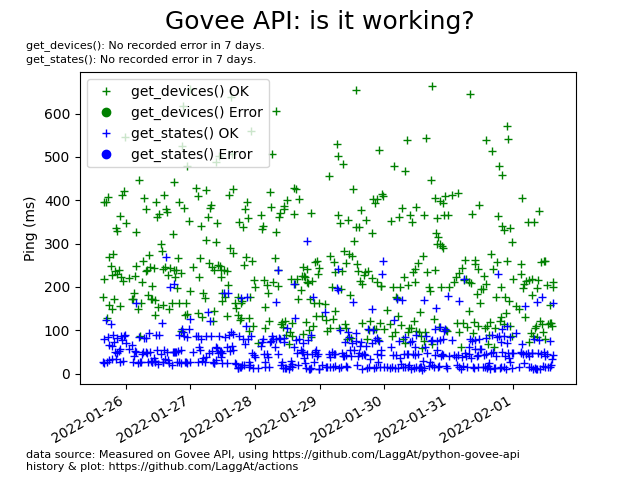 Govee API: is it working?
get_devices(): No recorded error in 7 days.
get_states(): No recorded error in 7 days.
get_devices() OK
get_devices() Error
get_states() OK
get_states() Error
Ping (ms)
600
500
400
300
200
100
0
2022-01-26
2022-01-27
2022-01-28
2022-01-29
2022-01-30
2022-01-31
2022-02-01
data source: Measured on Govee API, using https://github.com/LaggAt/python-govee-api
history & plot: https://github.com/LaggAt/actions